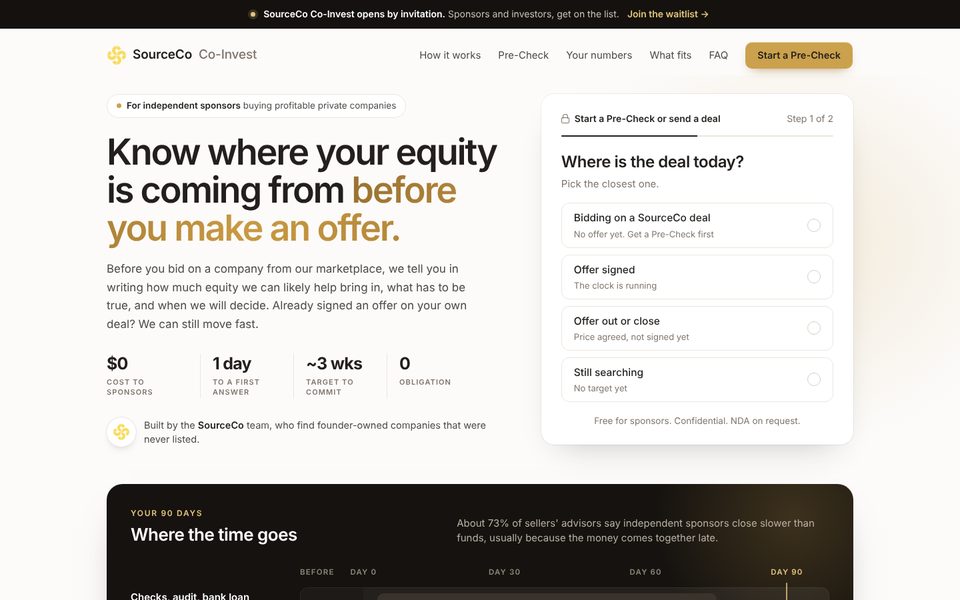 SourceCo Co-Invest opens by invitation. Sponsors and investors, get on the list. Join the waitlist →
SourceCo Co-Invest
How it works Pre-Check Your numbers What fits FAQ Start a Pre-Check
For independent sponsors buying profitable private companies
Know where your equity
is coming from before
you make an offer.
Before you bid on a company from our marketplace, we tell you in
writing how much equity we can likely help bring in, what has to be
true, and when we will decide. Already signed an offer on your own
deal? We can still move fast.
$0
COST TO
SPONSORS
1 day
TO A FIRST
ANSWER
~3 wks
TARGET TO
COMMIT
0
OBLIGATION
Built by the SourceCo team, who find founder-owned companies that were
never listed.
Start a Pre-Check or send a deal Step 1 of 2
Where is the deal today?
Pick the closest one.
Bidding on a SourceCo deal
No offer yet. Get a Pre-Check first
Offer signed
The clock is running
Offer out or close
Price agreed, not signed yet
Still searching
No target yet
Free for sponsors. Confidential. NDA on request.
YOUR 90 DAYS
Where the time goes
About 73% of sellers' advisors say independent sponsors close slower than
funds, usually because the money comes together late.
BEFORE DAY 0 DAY 30 DAY 60 DAY 90
Checks, audit, bank loan